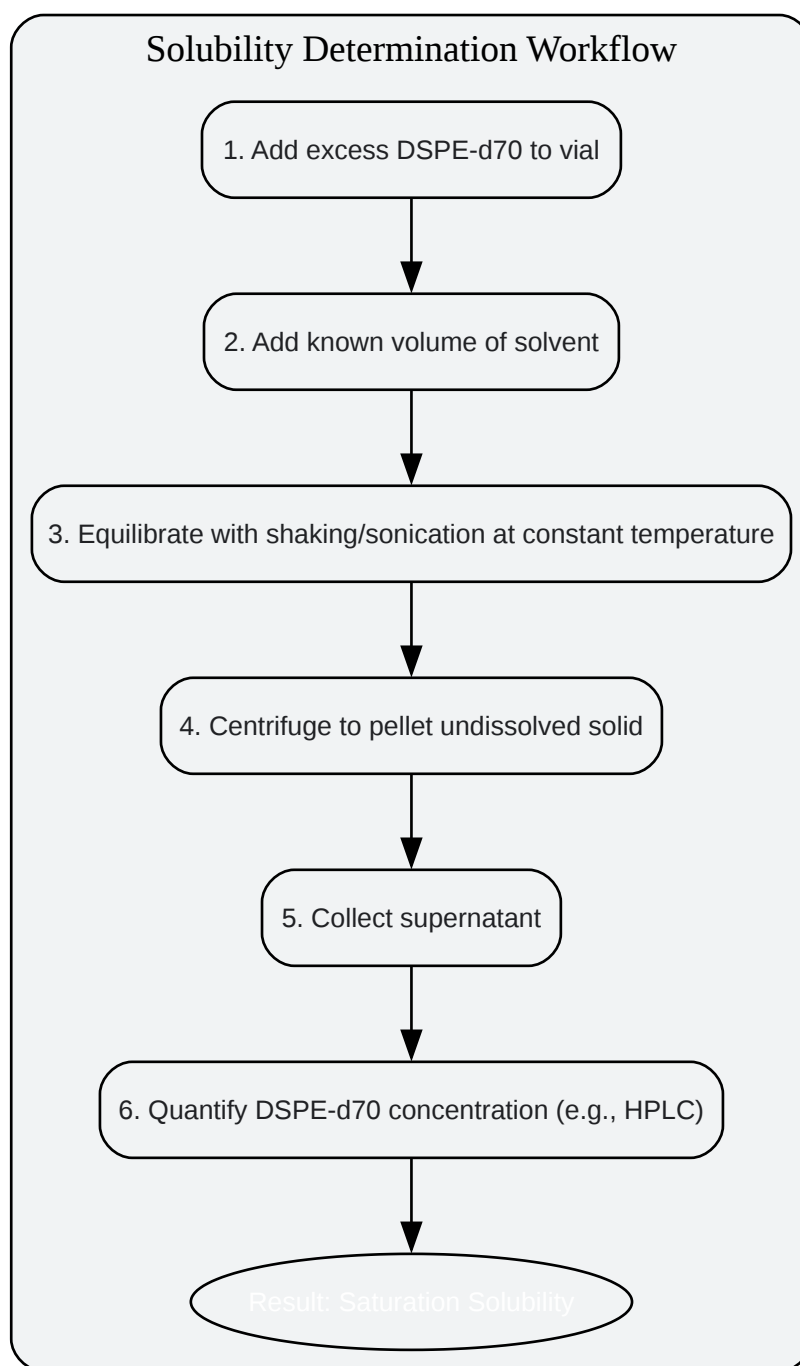 Solubility Determination Workflow
1. Add excess DSPE-d70 to vial
2. Add known volume of solvent
3. Equilibrate with shaking/sonication at constant temperature
4. Centrifuge to pellet undissolved solid
5. Collect supernatant
6. Quantify DSPE-d70 concentration (e.g., HPLC)
Result: Saturation Solubility